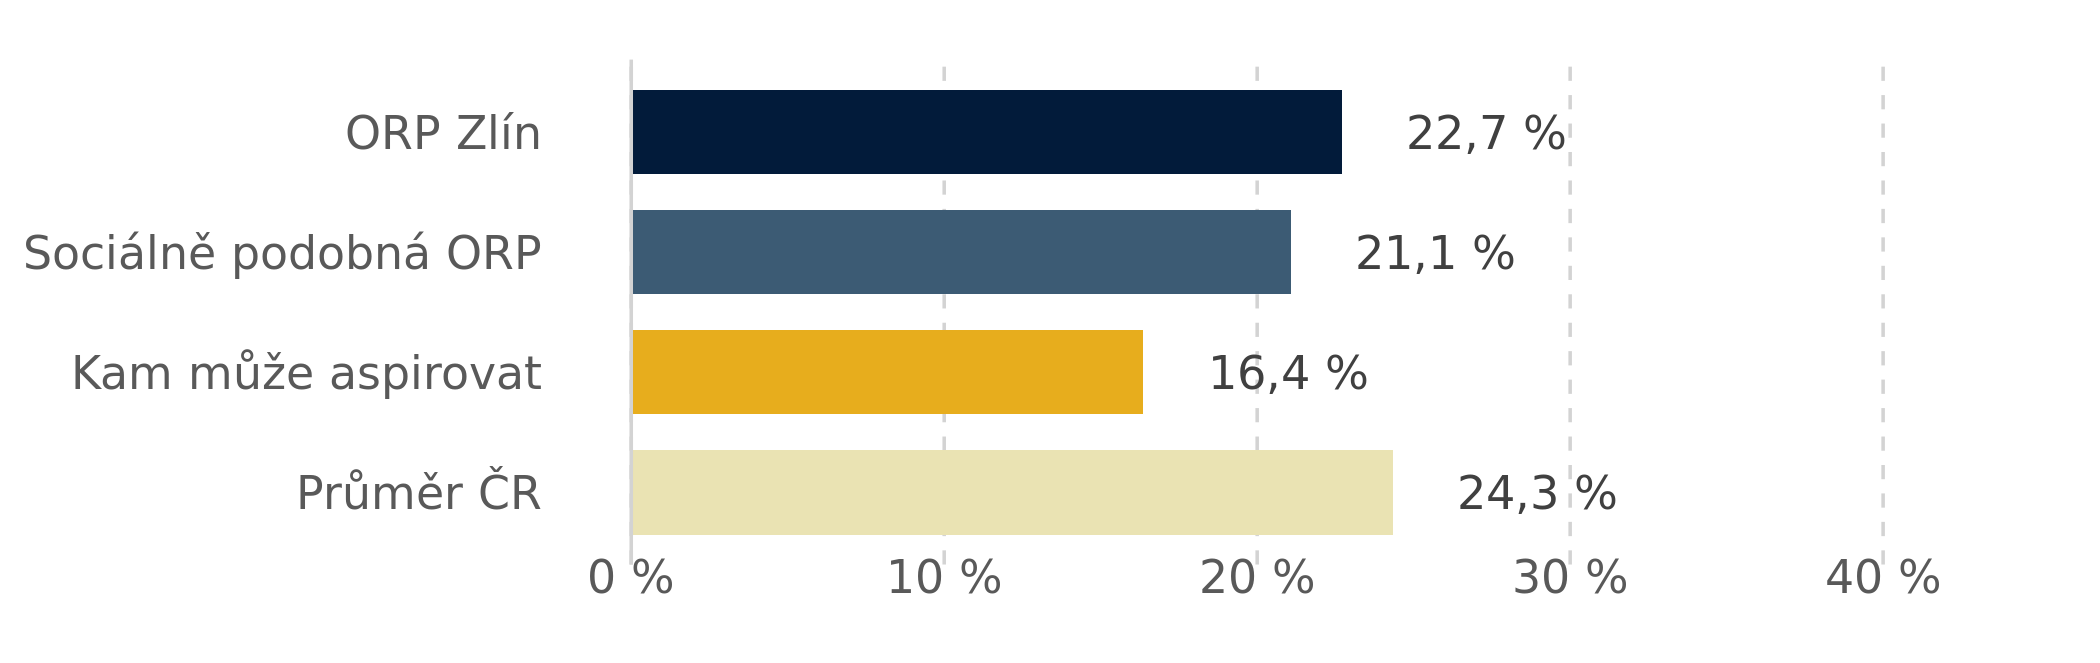 ORP Zlín 22,7 %
Sociálně podobná ORP 21,1 %
Kam může aspirovat 16,4 %
Průměr ČR 24,3 %
0 % 10 % 20 % 30 % 40 %